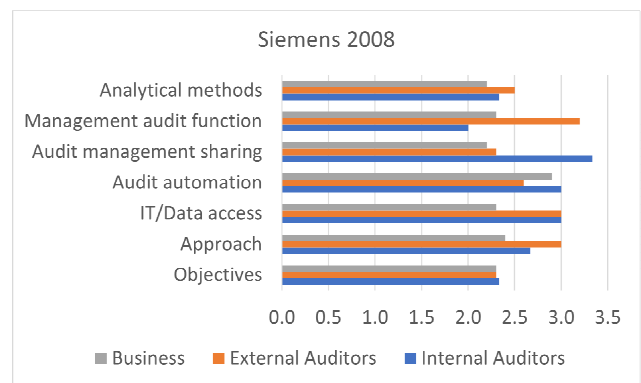 Siemens 2008
Analytical methods
Management audit function
Audit management sharing
Audit automation
IT/Data access
Approach
Objectives
0.0 0.5 1.0 1.5 2.0 2.5 3.0 3.5
Business External Auditors Internal Auditors